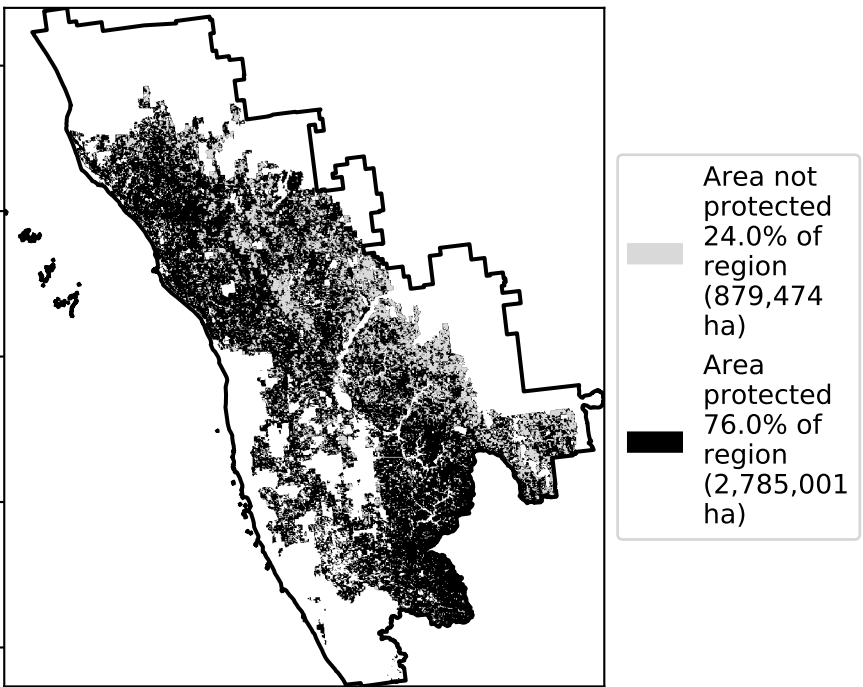 Area not
protected
24.0% of
region
(879,474
ha)
Area
protected
76.0% of
region
(2,785,001
ha)